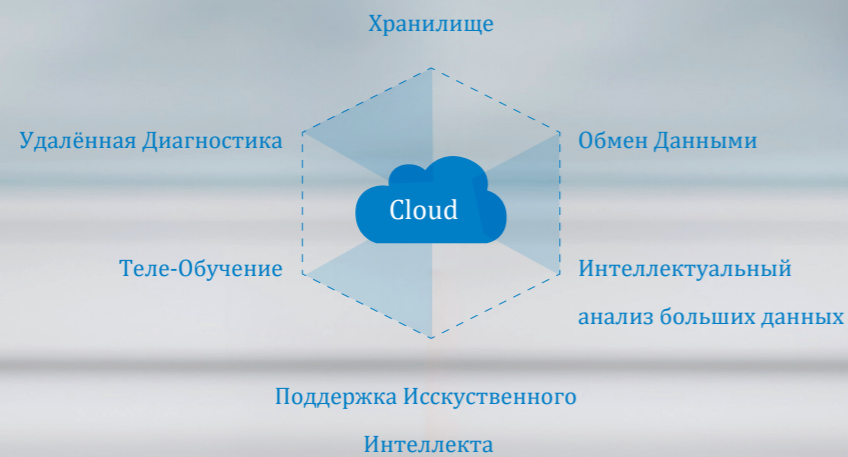 Хранилище
Удалённая Диагностика
Обмен Данными
Cloud
Теле-Обучение
Интеллектуальный
анализ больших данных
Поддержка Исскуственного
Интеллекта